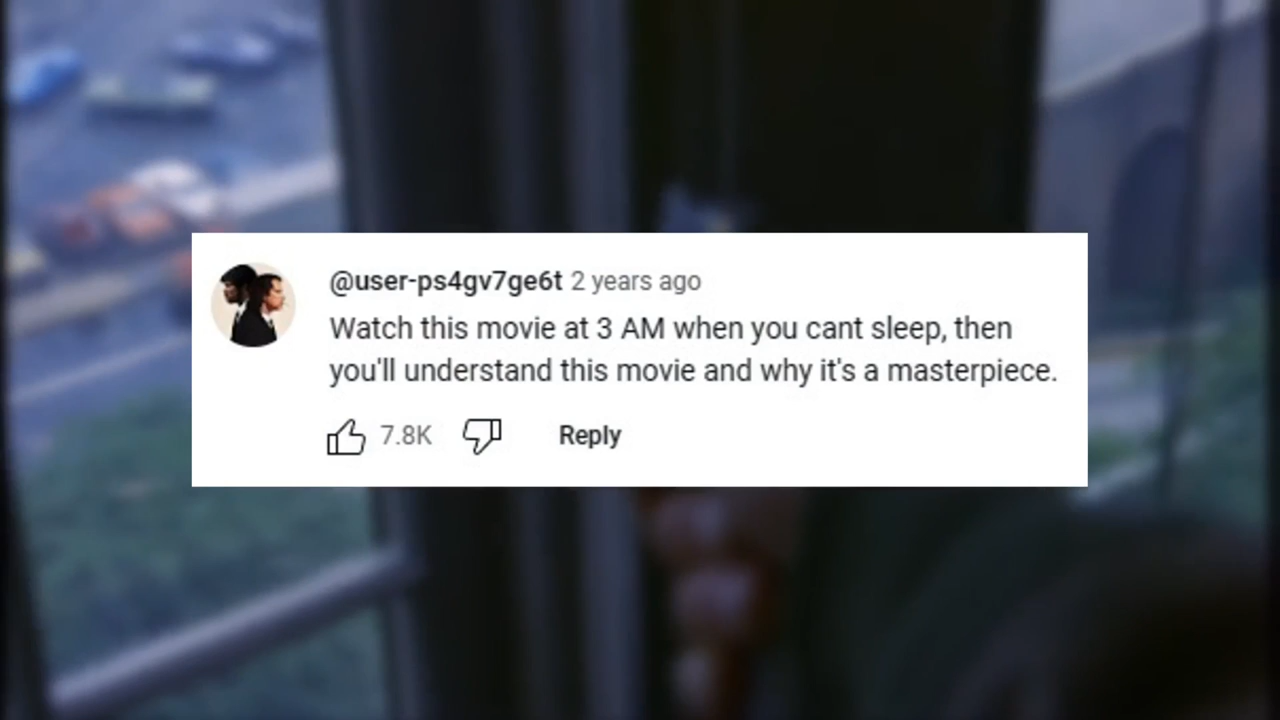 @user-ps4gv7ge6t 2 years ago
Watch this movie at 3 AM when you cant sleep, then
you'll understand this movie and why it's a masterpiece.
7.8K Reply